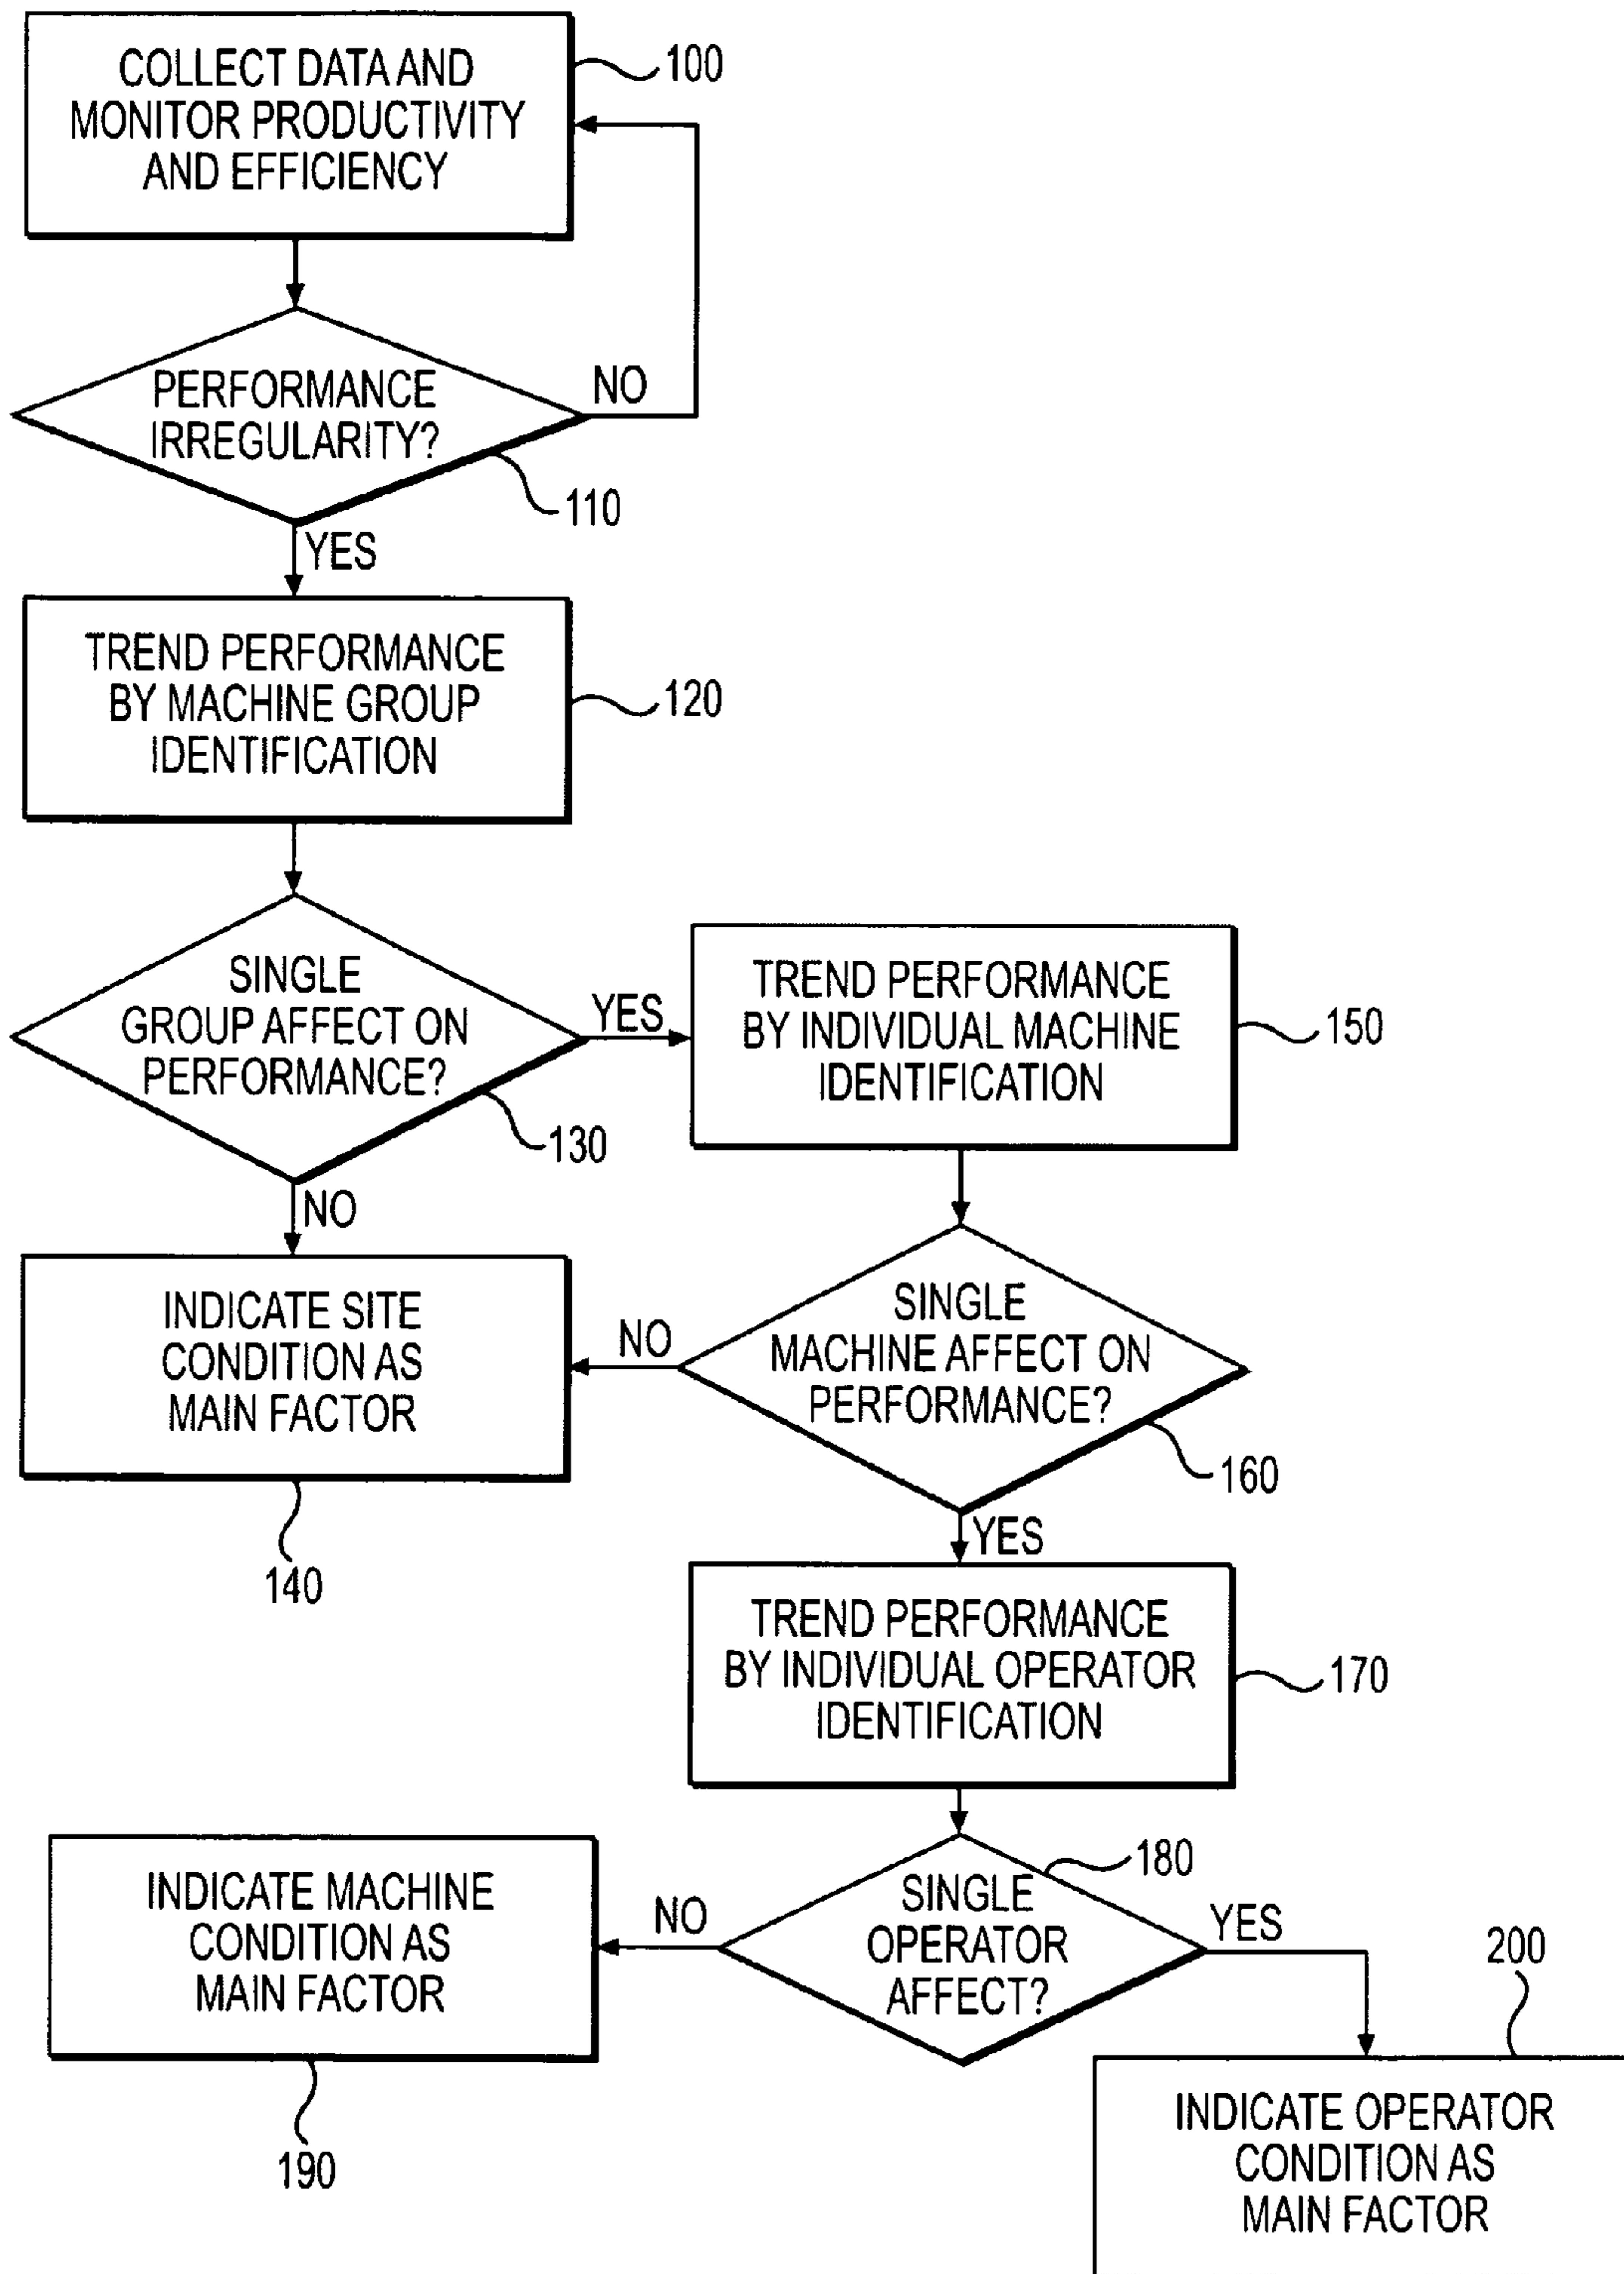 COLLECT DATA AND
MONITOR PRODUCTIVITY
AND EFFICIENCY
100
PERFORMANCE
IRREGULARITY?
NO
110
YES
TREND PERFORMANCE
BY MACHINE GROUP
IDENTIFICATION
120
SINGLE
GROUP AFFECT ON
PERFORMANCE?
YES
130
NO
TREND PERFORMANCE
BY INDIVIDUAL MACHINE
IDENTIFICATION
150
INDICATE SITE
CONDITION AS
MAIN FACTOR
140
NO
SINGLE
MACHINE AFFECT ON
PERFORMANCE?
160
YES
TREND PERFORMANCE
BY INDIVIDUAL OPERATOR
IDENTIFICATION
170
INDICATE MACHINE
CONDITION AS
MAIN FACTOR
190
NO
SINGLE
OPERATOR
AFFECT?
180
YES
200
INDICATE OPERATOR
CONDITION AS
MAIN FACTOR